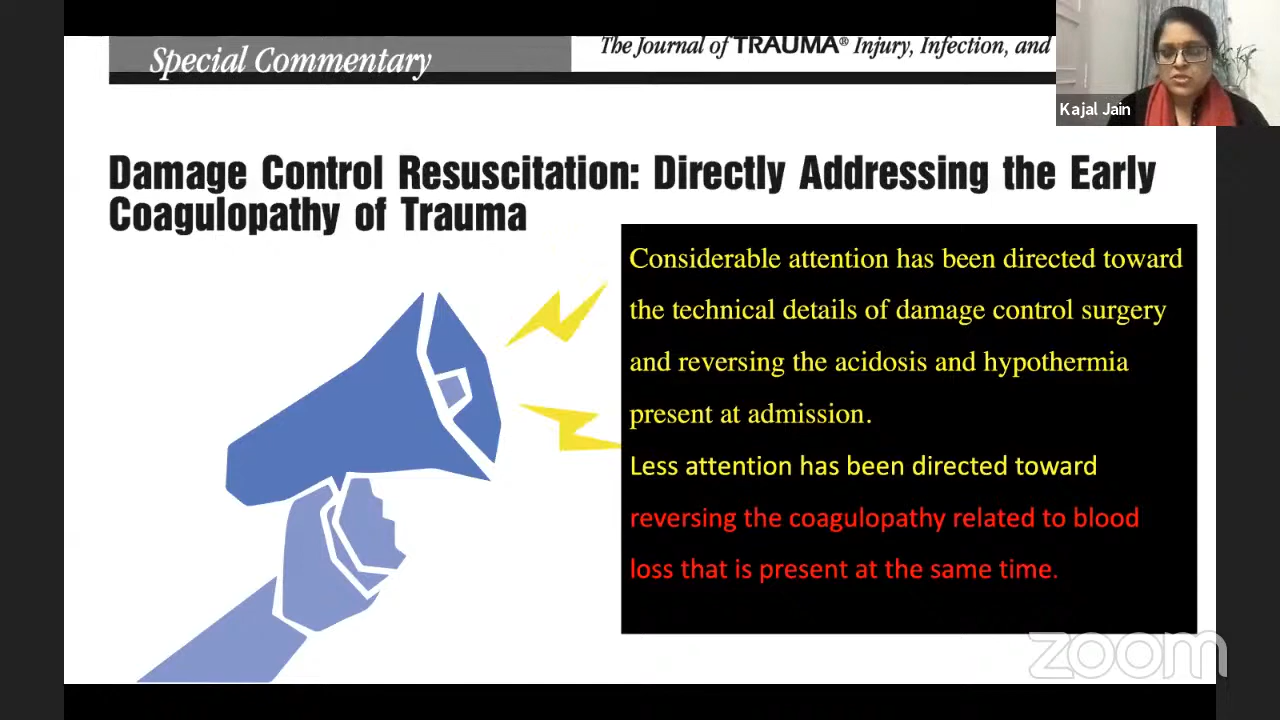 Special Commentary
The Journal of TRAUMA® Injury, Infection, and
Kajal Jain
Damage Control Resuscitation: Directly Addressing the Early
Coagulopathy of Trauma
Considerable attention has been directed toward
the technical details of damage control surgery
and reversing the acidosis and hypothermia
present at admission.
Less attention has been directed toward
reversing the coagulopathy related to blood
loss that is present at the same time.
zoom